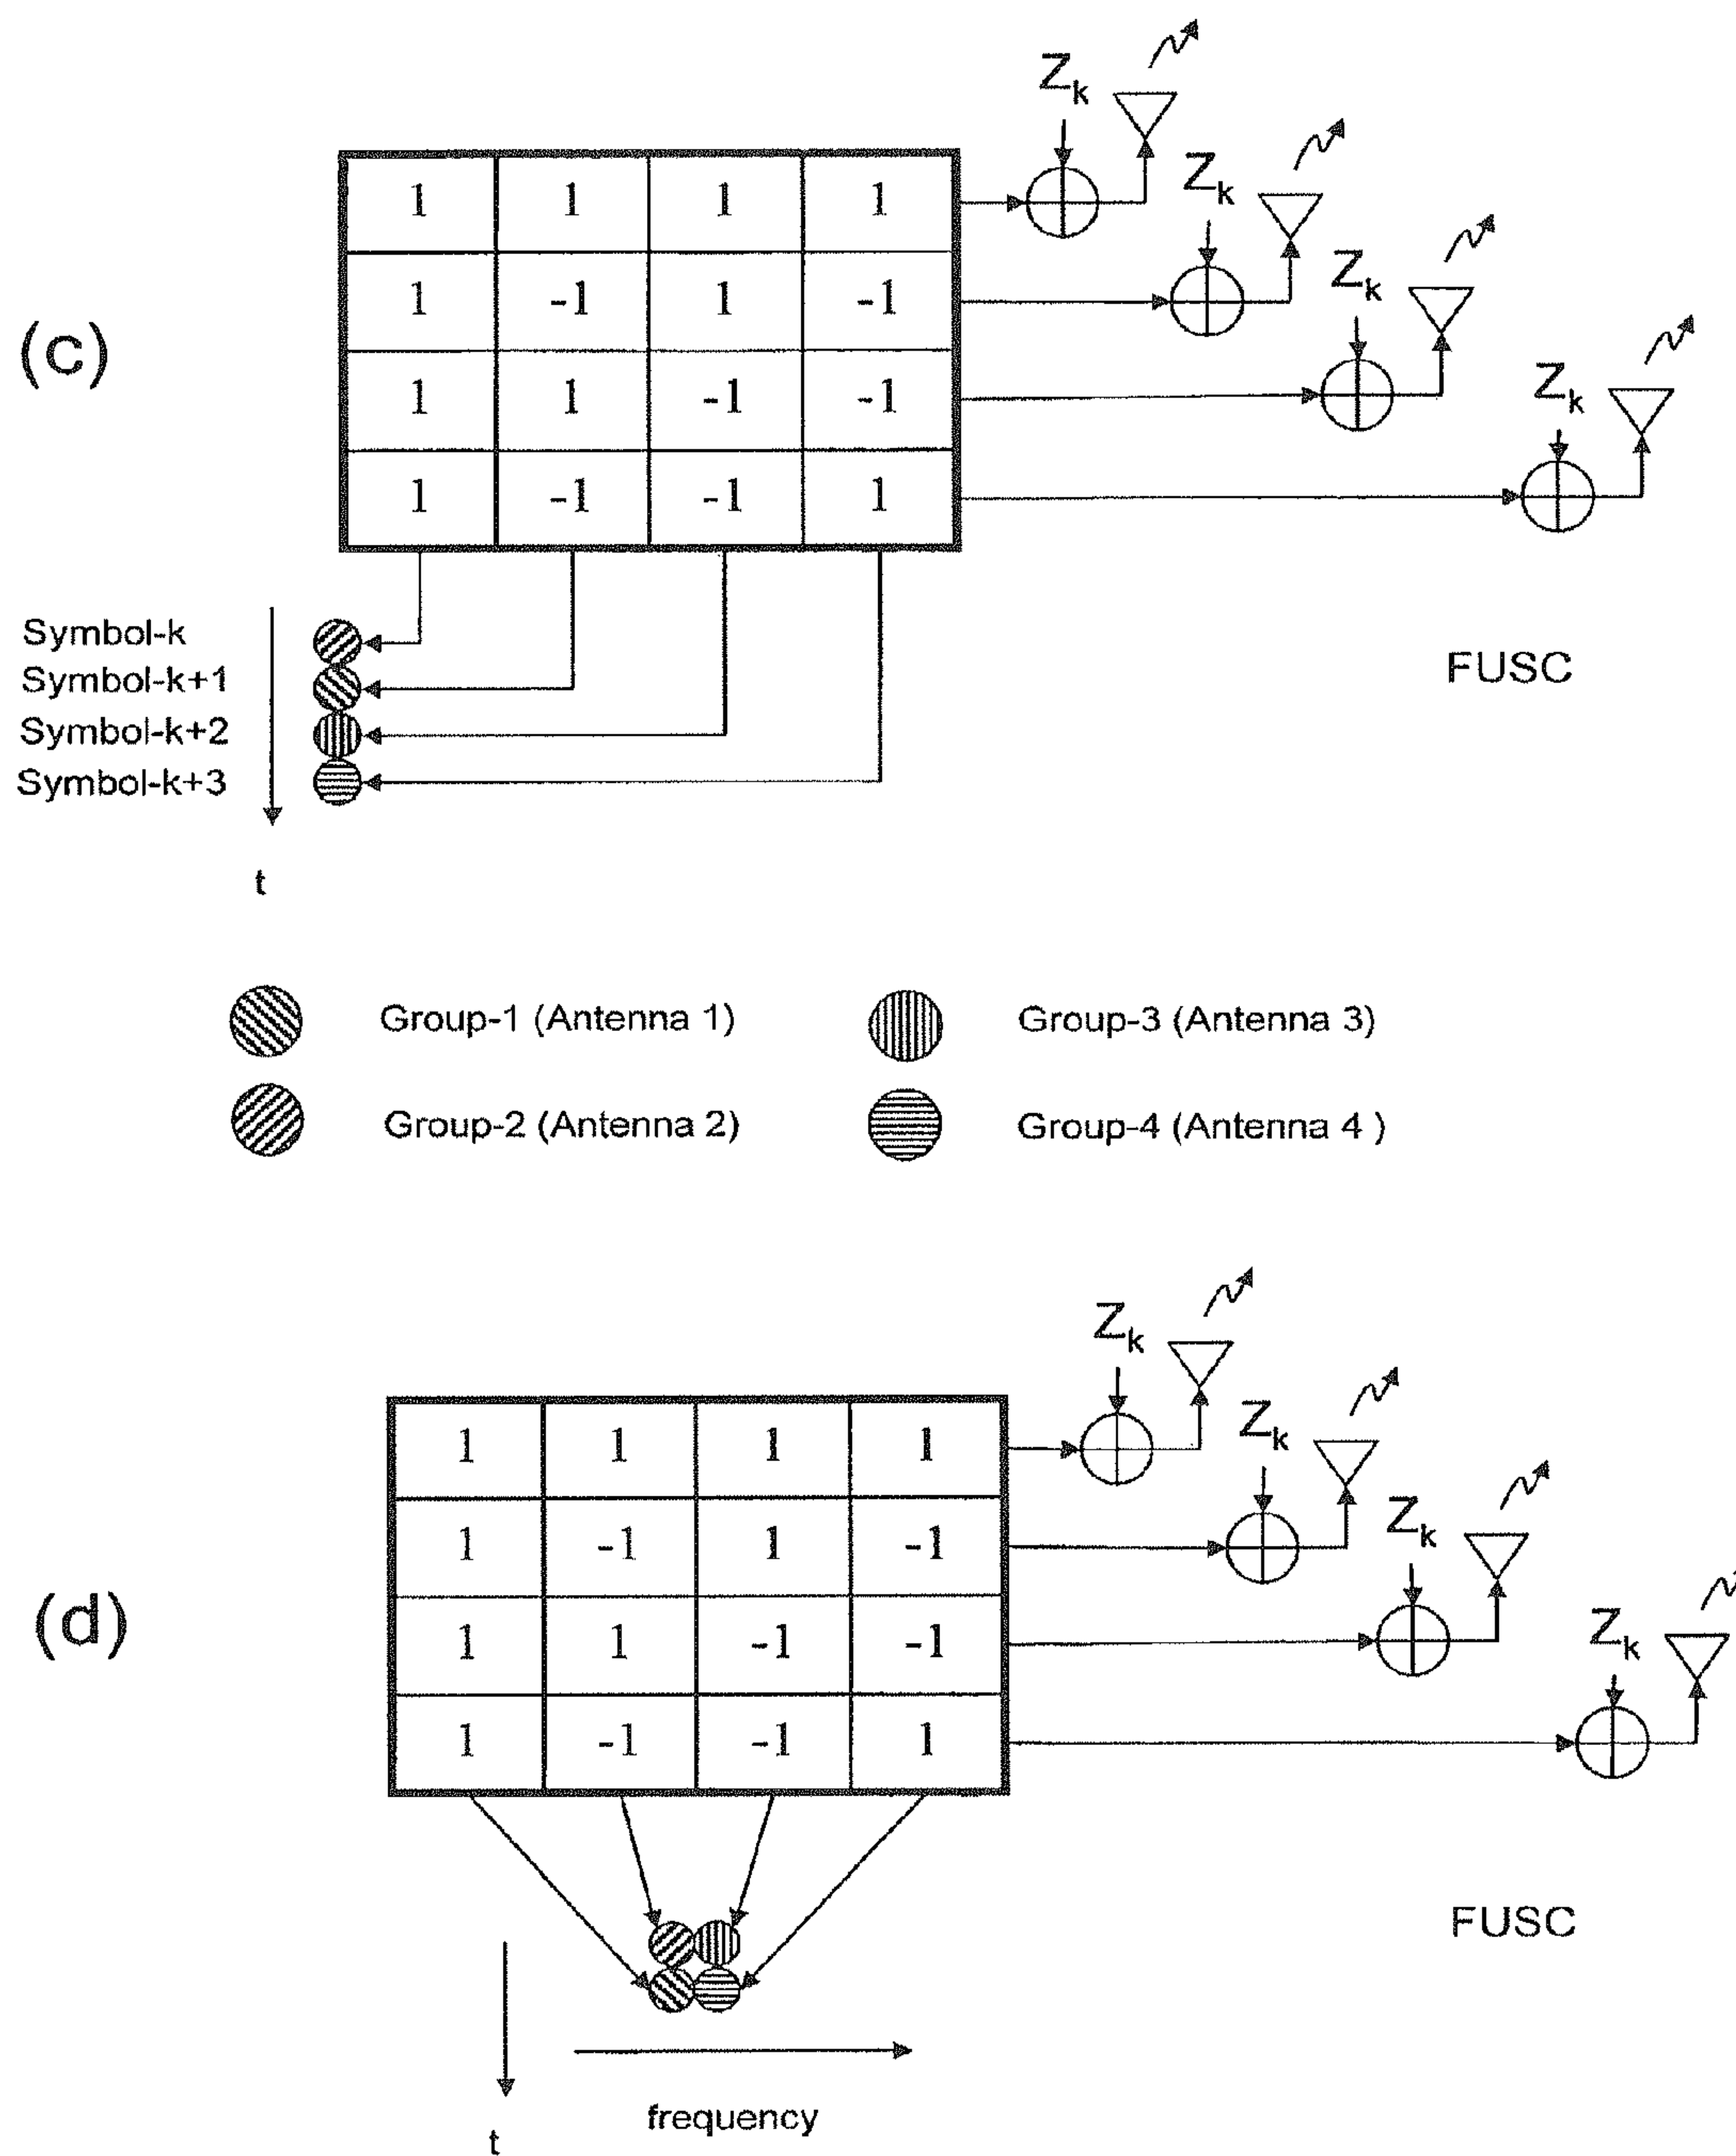 Z_k
Z_k
Z_k
Z_k
(c)
1 1 1 1
1 -1 1 -1
1 1 -1 -1
1 -1 -1 1
Symbol-k
Symbol-k+1
Symbol-k+2
Symbol-k+3
t
FUSC
Group-1 (Antenna 1)
Group-3 (Antenna 3)
Group-2 (Antenna 2)
Group-4 (Antenna 4 )
Z_k
Z_k
Z_k
Z_k
(d)
1 1 1 1
1 -1 1 -1
1 1 -1 -1
1 -1 -1 1
FUSC
t
frequency